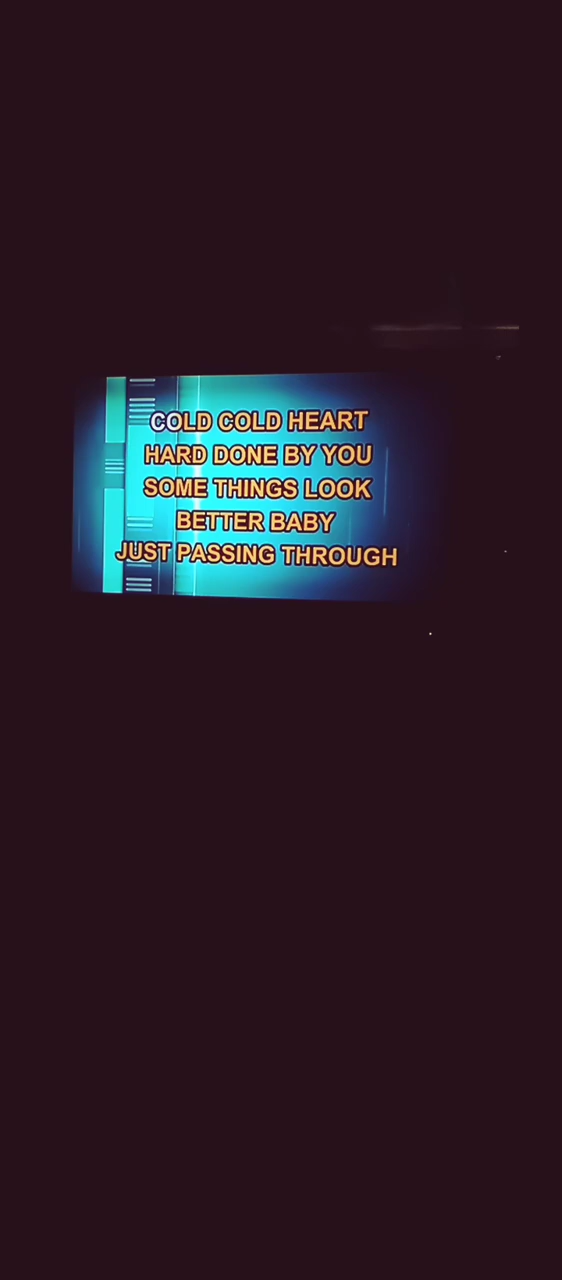 COLD COLD HEART
HARD DONE BY YOU
SOME THINGS LOOK
BETTER BABY
JUST PASSING THROUGH